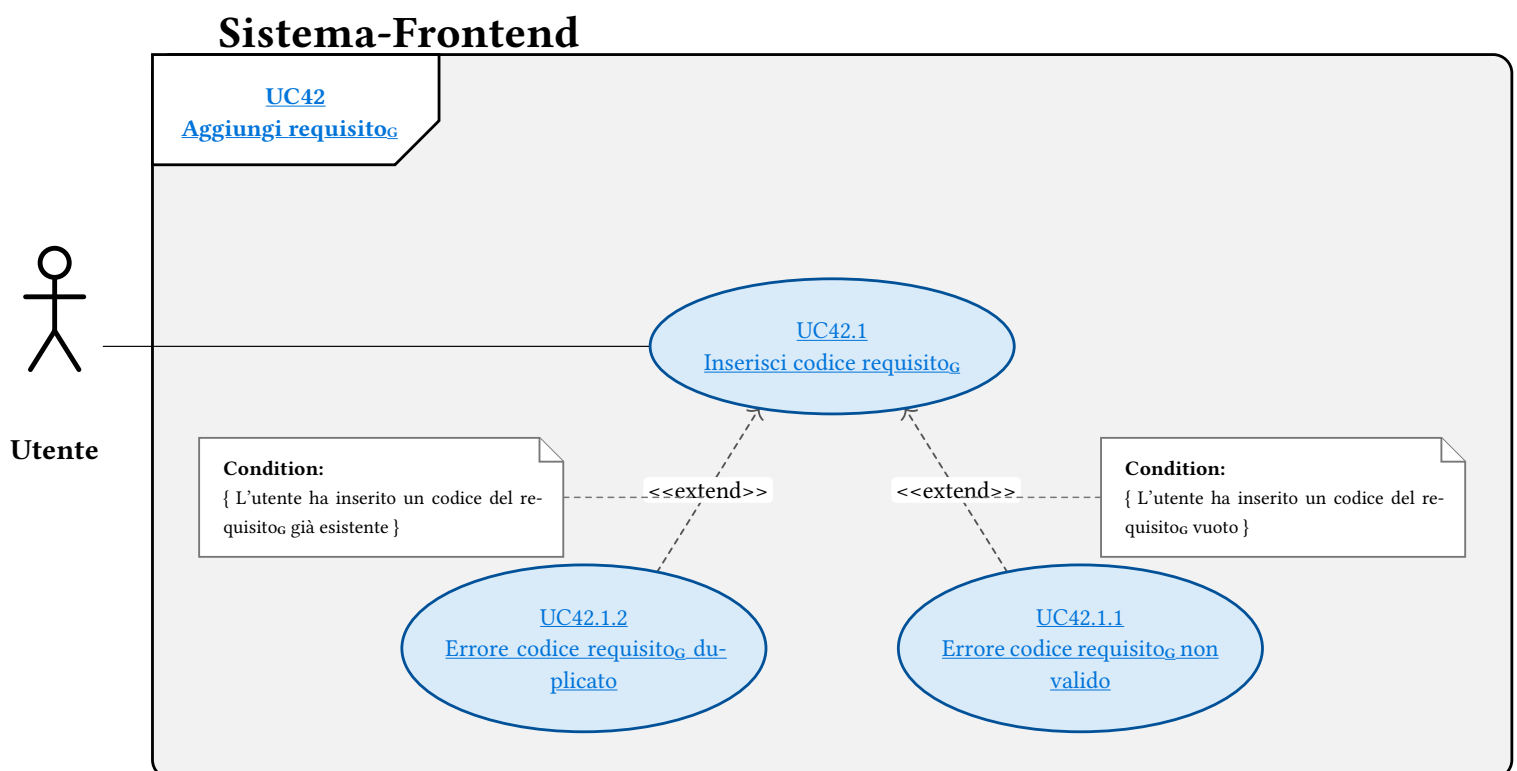 Sistema-Frontend
UC42
Aggiungi requisitoG
UC42.1
Inserisci codice requisitoG
Utente
Condition:
{ L'utente ha inserito un codice del re-
quisitoG già esistente }
<<extend>>
<<extend>>
Condition:
{ L'utente ha inserito un codice del re-
quisitoG vuoto }
UC42.1.2
Errore codice requisitoG du-
plicato
UC42.1.1
Errore codice requisitoG non
valido